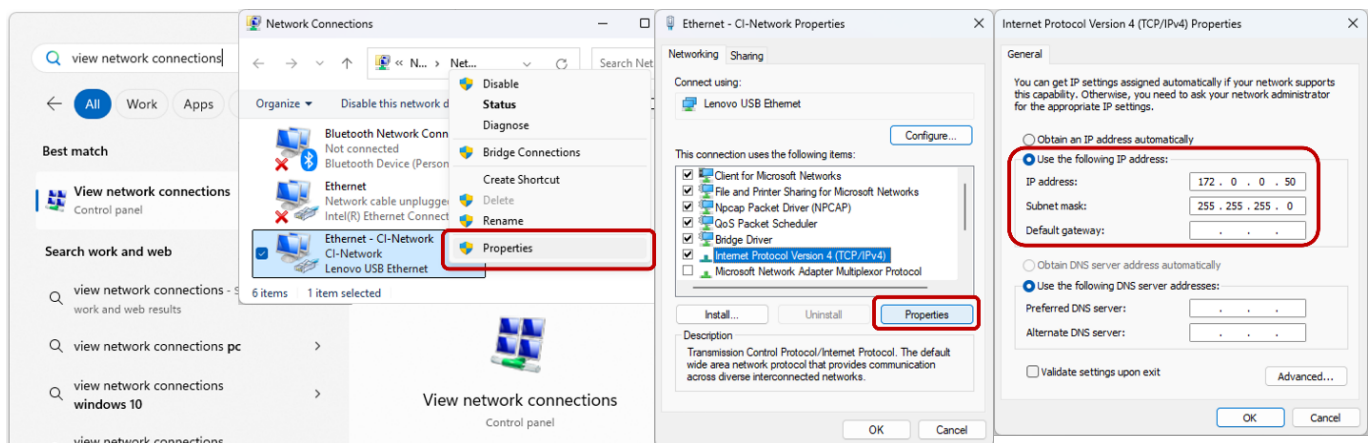 view network connections
All
Work
Apps
Best match
View network connections
Control panel
Search work and web
view network connections - S
work and web results
view network connections pc
view network connections
windows 10
view network connections
View network connections
Control panel
Network Connections
« N... › Net...
Search Net
Organize
Disable this network d
Bluetooth Network Conn
Not connected
Bluetooth Device (Person
Ethernet
Network cable unplugge
Intel(R) Ethernet Connect
Ethernet - CI-Network
CI-Network
Lenovo USB Ethernet
6 items
1 item selected
Disable
Status
Diagnose
Bridge Connections
Create Shortcut
Delete
Rename
Properties
Ethernet - CI-Network Properties
Networking
Sharing
Connect using:
Lenovo USB Ethernet
Configure...
This connection uses the following items:
Client for Microsoft Networks
File and Printer Sharing for Microsoft Networks
Npcap Packet Driver (NPCAP)
QoS Packet Scheduler
Bridge Driver
Internet Protocol Version 4 (TCP/IPv4)
Microsoft Network Adapter Multiplexor Protocol
Install...
Uninstall
Properties
Description
Transmission Control Protocol/Internet Protocol. The default
wide area network protocol that provides communication
across diverse interconnected networks.
OK
Cancel
Internet Protocol Version 4 (TCP/IPv4) Properties
General
You can get IP settings assigned automatically if your network supports
this capability. Otherwise, you need to ask your network administrator
for the appropriate IP settings.
Obtain an IP address automatically
Use the following IP address:
IP address:
172 . 0 . 0 . 50
Subnet mask:
255 . 255 . 255 . 0
Default gateway:
. . .
Obtain DNS server address automatically
Use the following DNS server addresses:
Preferred DNS server:
. . .
Alternate DNS server:
. . .
Validate settings upon exit
Advanced...
OK
Cancel